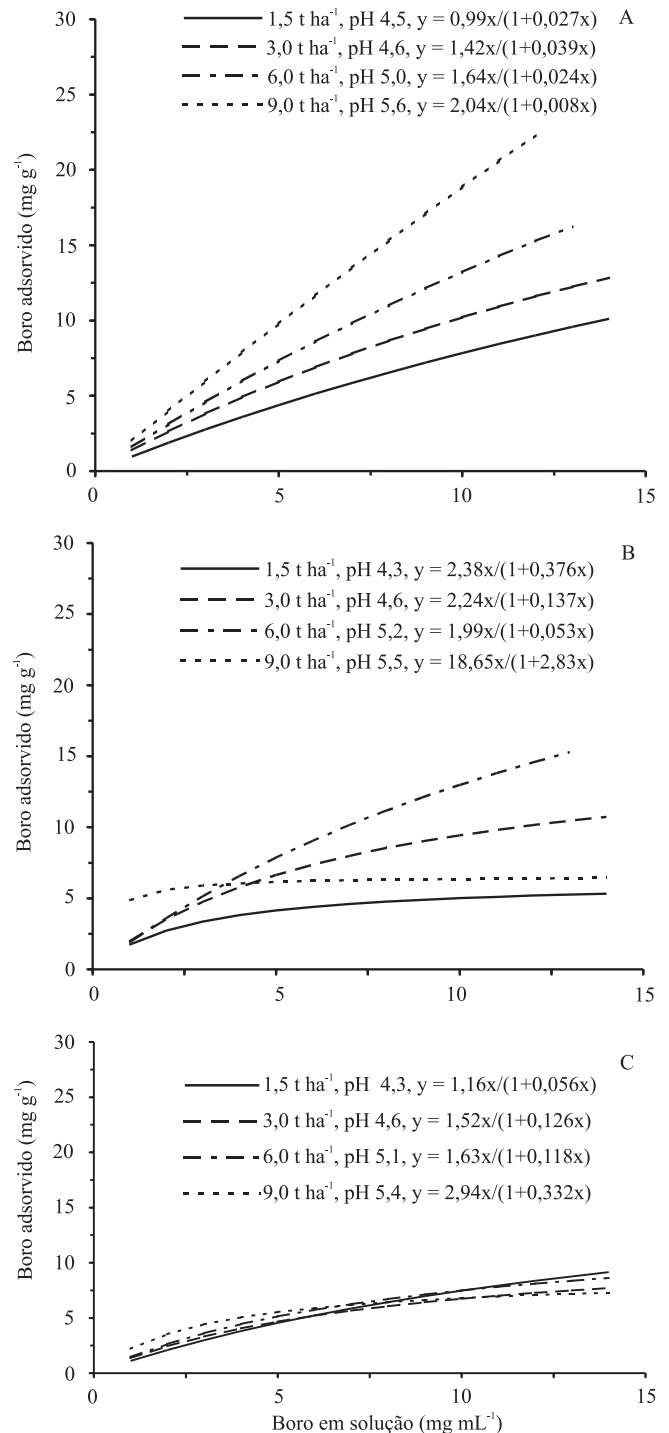 A
1,5 t ha⁻¹, pH 4,5, y = 0,99x/(1+0,027x)
3,0 t ha⁻¹, pH 4,6, y = 1,42x/(1+0,039x)
6,0 t ha⁻¹, pH 5,0, y = 1,64x/(1+0,024x)
9,0 t ha⁻¹, pH 5,6, y = 2,04x/(1+0,008x)
Boro adsorvido (mg g⁻¹)
30
25
20
15
10
5
0
0 5 10 15
B
1,5 t ha⁻¹, pH 4,3, y = 2,38x/(1+0,376x)
3,0 t ha⁻¹, pH 4,6, y = 2,24x/(1+0,137x)
6,0 t ha⁻¹, pH 5,2, y = 1,99x/(1+0,053x)
9,0 t ha⁻¹, pH 5,5, y = 18,65x/(1+2,83x)
Boro adsorvido (mg g⁻¹)
30
25
20
15
10
5
0
0 5 10 15
C
1,5 t ha⁻¹, pH 4,3, y = 1,16x/(1+0,056x)
3,0 t ha⁻¹, pH 4,6, y = 1,52x/(1+0,126x)
6,0 t ha⁻¹, pH 5,1, y = 1,63x/(1+0,118x)
9,0 t ha⁻¹, pH 5,4, y = 2,94x/(1+0,332x)
Boro adsorvido (mg g⁻¹)
30
25
20
15
10
5
0
0 5 10 15
Boro em solução (mg mL⁻¹)